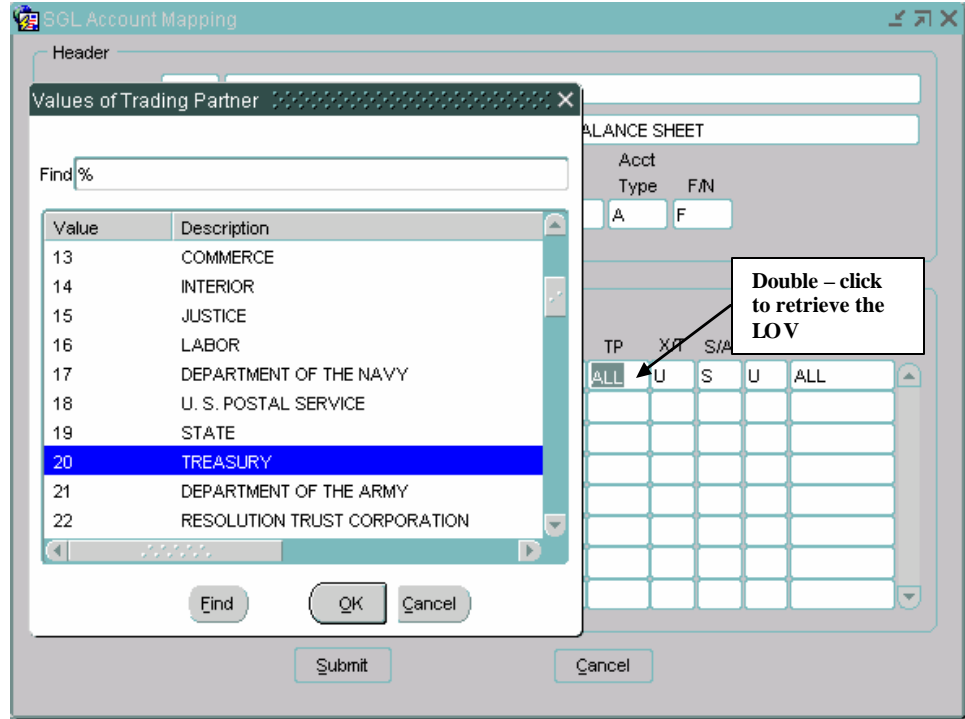 SGL Account Mapping
Header
Values of Trading Partner
ALANCE SHEET
Find %
Acct
Type F/N
A F
Value Description
13 COMMERCE
14 INTERIOR
15 JUSTICE
16 LABOR
17 DEPARTMENT OF THE NAVY
18 U. S. POSTAL SERVICE
19 STATE
20 TREASURY
21 DEPARTMENT OF THE ARMY
22 RESOLUTION TRUST CORPORATION
Find OK Cancel
Double – click
to retrieve the
LOV
TP X/T S/A
ALL U S U ALL
Submit Cancel